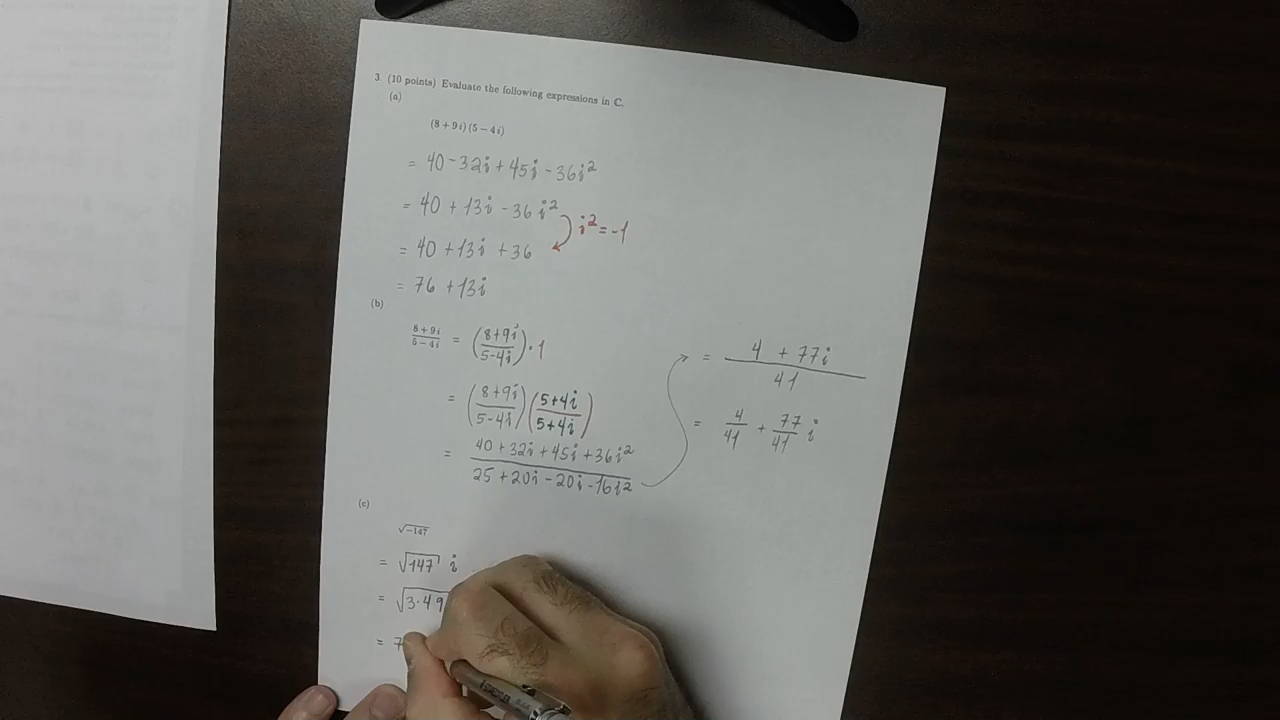 3. (10 points) Evaluate the following expressions in C.
(a)
(8 + 9i)(5 − 4i)
= 40 - 32i + 45i - 36i²
= 40 + 13i - 36i²
i² = -1
= 40 + 13i + 36
= 76 + 13i
(b)
8 + 9i / 5 − 4i = (8+9i / 5-4i) · 1
= (8+9i / 5-4i)(5+4i / 5+4i)
= 40 + 32i + 45i + 36i² / 25 + 20i - 20i - 16i²
= 4 + 77i / 41
= 4/41 + 77/41 i
(c)
√−147
= √147 i
= √3·49
= 7